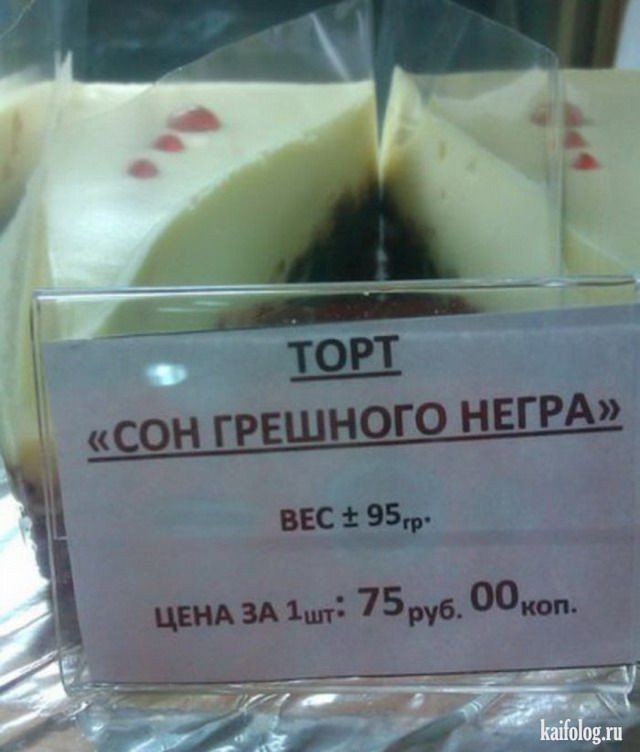 ТОРТ
«СОН ГРЕШНОГО НЕГРА»
ВЕС ± 95гр.
ЦЕНА ЗА 1шт: 75руб. 00коп.
kaifolog.ru